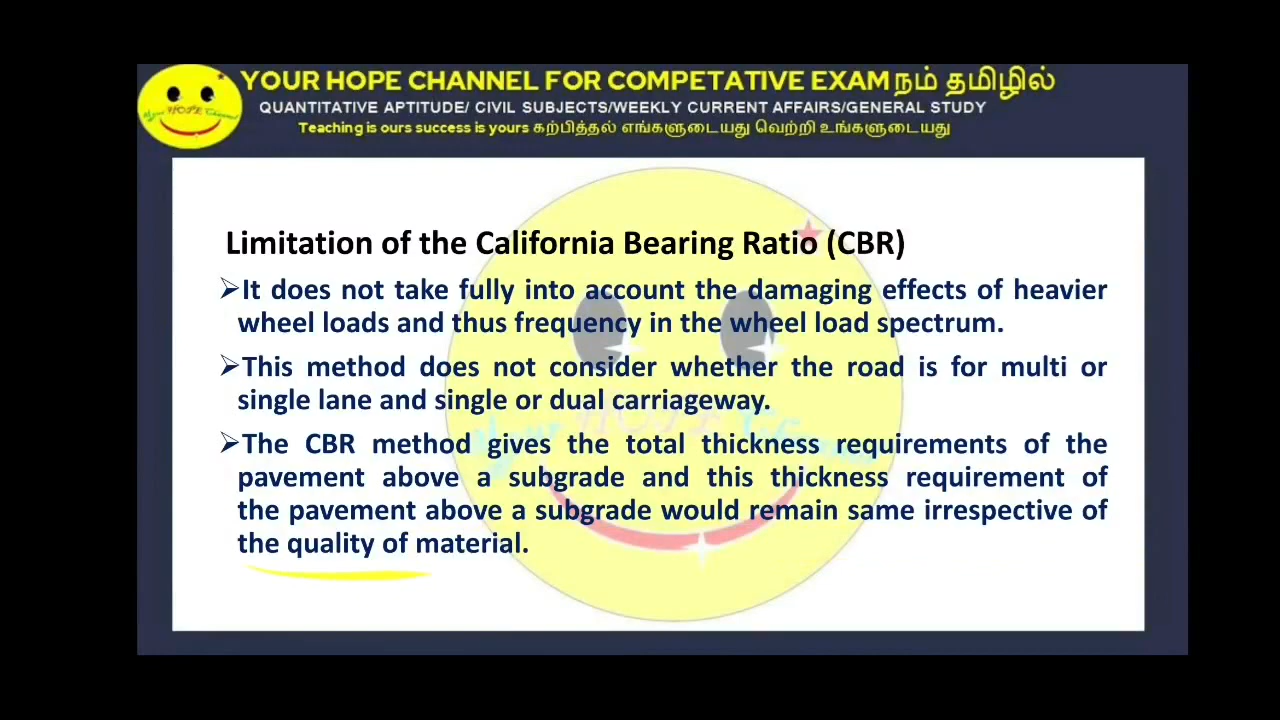 YOUR HOPE CHANNEL FOR COMPETATIVE EXAM நம் தமிழில்
QUANTITATIVE APTITUDE/ CIVIL SUBJECTS/WEEKLY CURRENT AFFAIRS/GENERAL STUDY
Teaching is ours success is yours கற்பித்தல் எங்களுடையது வெற்றி உங்களுடையது
Your HOPE Channel
Limitation of the California Bearing Ratio (CBR)
➢It does not take fully into account the damaging effects of heavier
wheel loads and thus frequency in the wheel load spectrum.
➢This method does not consider whether the road is for multi or
single lane and single or dual carriageway.
➢The CBR method gives the total thickness requirements of the
pavement above a subgrade and this thickness requirement of
the pavement above a subgrade would remain same irrespective of
the quality of material.